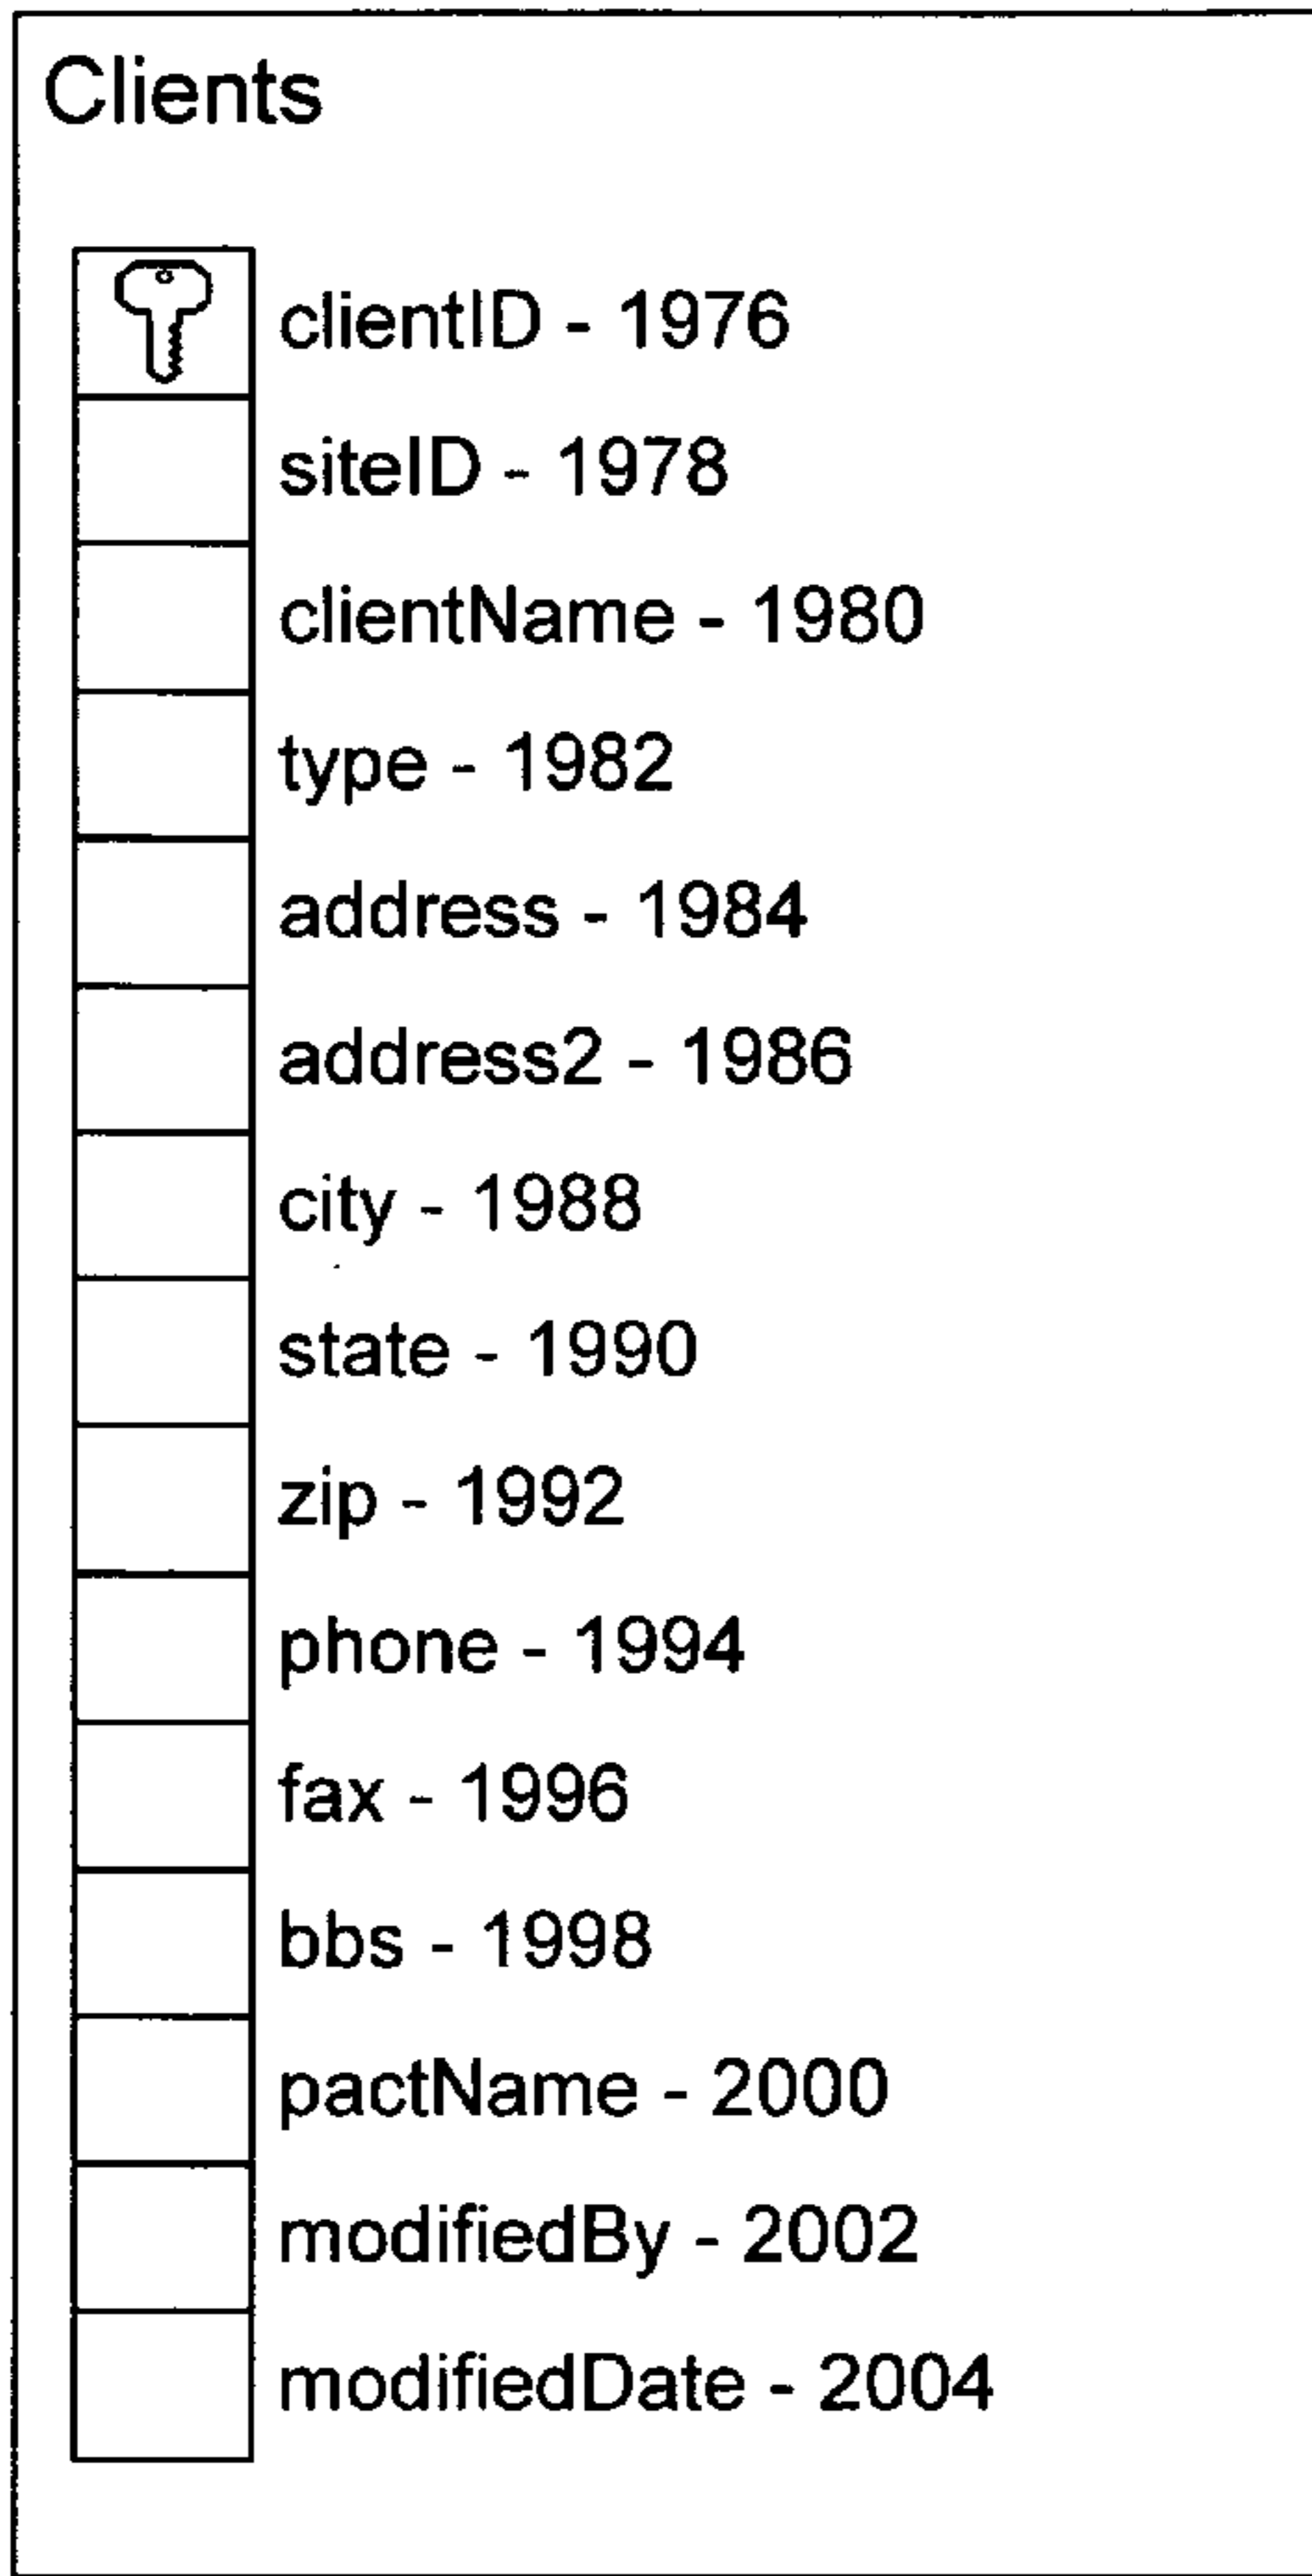 Clients
clientID - 1976
siteID - 1978
clientName - 1980
type - 1982
address - 1984
address2 - 1986
city - 1988
state - 1990
zip - 1992
phone - 1994
fax - 1996
bbs - 1998
pactName - 2000
modifiedBy - 2002
modifiedDate - 2004